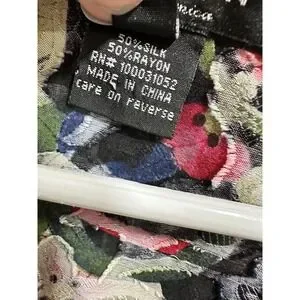 50%SILK
50%RAYON
RN# 100031052
MADE IN CHINA
care on reverse